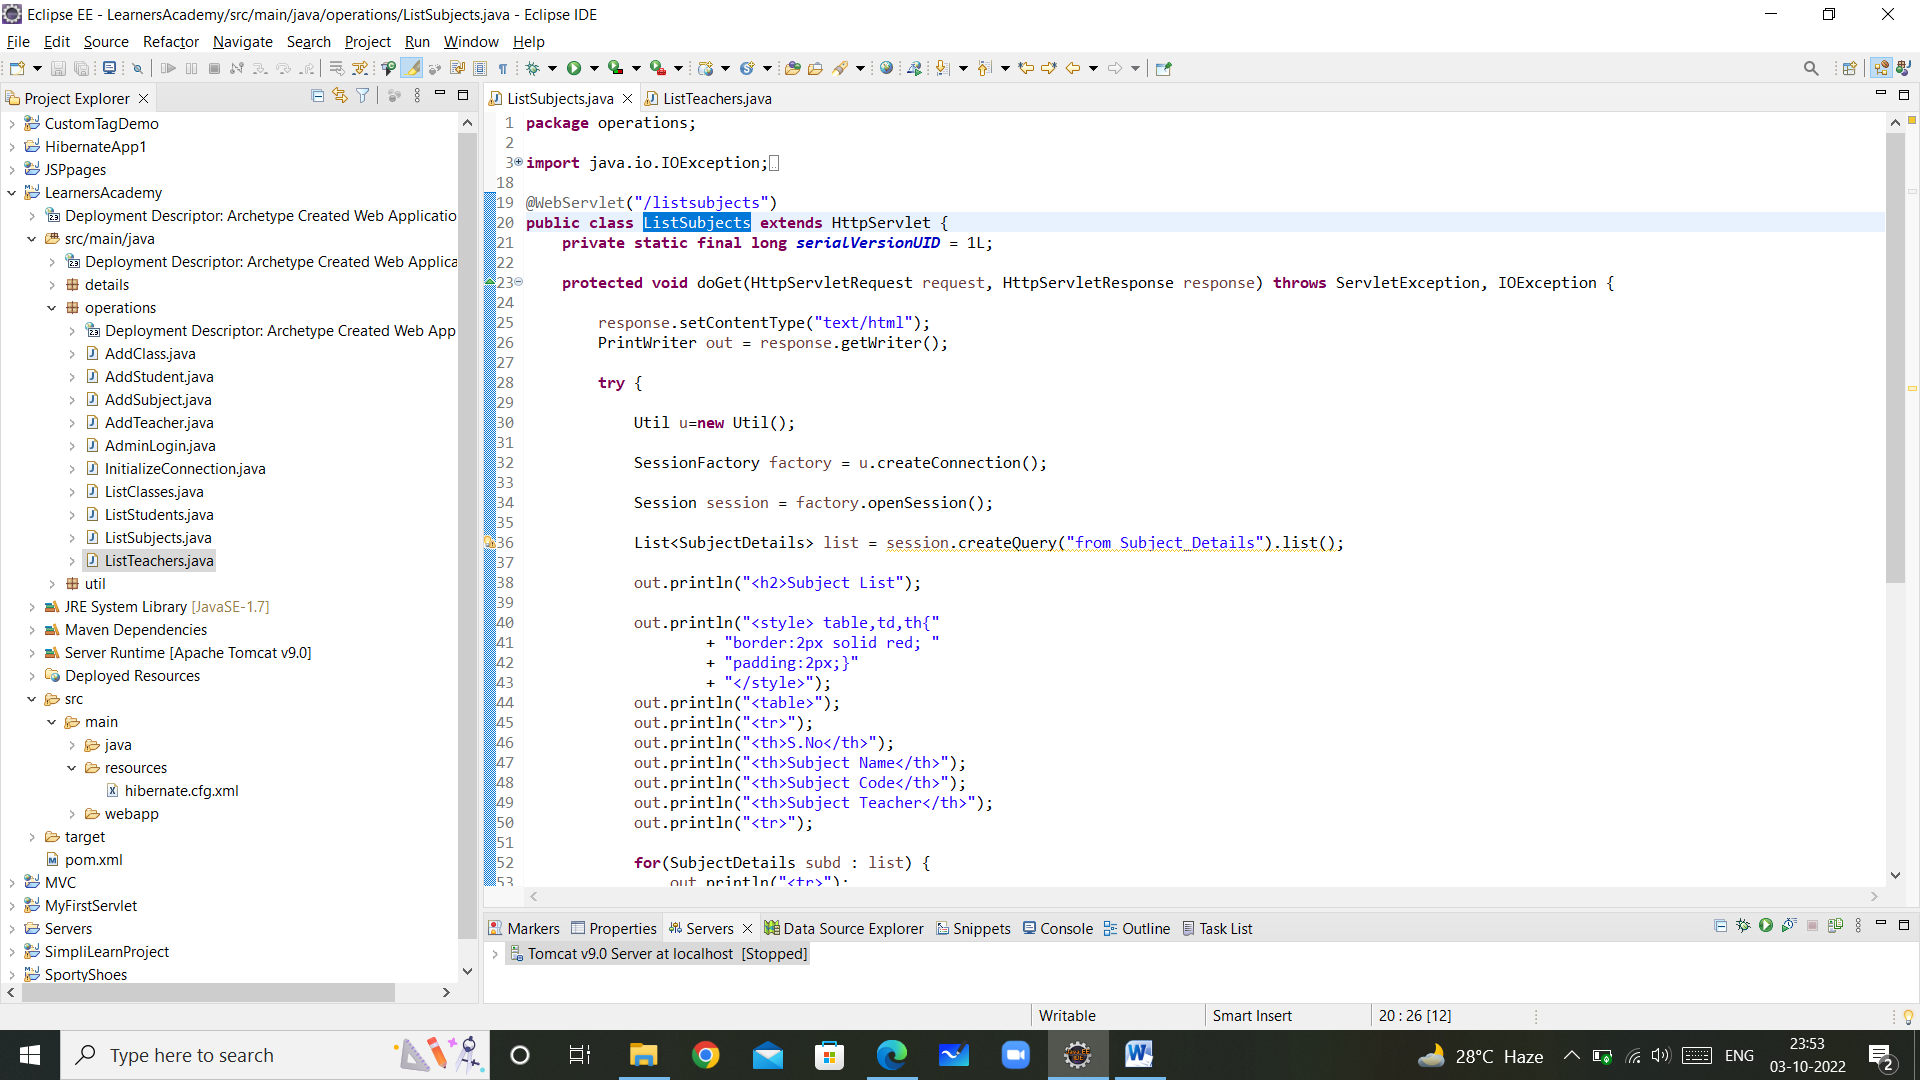 Eclipse EE - LearnersAcademy/src/main/java/operations/ListSubjects.java - Eclipse IDE
File Edit Source Refactor Navigate Search Project Run Window Help
Project Explorer
CustomTagDemo
HibernateApp1
JSPpages
LearnersAcademy
Deployment Descriptor: Archetype Created Web Applicatio
src/main/java
Deployment Descriptor: Archetype Created Web Applica
details
operations
Deployment Descriptor: Archetype Created Web App
AddClass.java
AddStudent.java
AddSubject.java
AddTeacher.java
AdminLogin.java
InitializeConnection.java
ListClasses.java
ListStudents.java
ListSubjects.java
ListTeachers.java
util
JRE System Library [JavaSE-1.7]
Maven Dependencies
Server Runtime [Apache Tomcat v9.0]
Deployed Resources
src
main
java
resources
hibernate.cfg.xml
webapp
target
pom.xml
MVC
MyFirstServlet
Servers
SimpliLearnProject
SportyShoes
ListSubjects.java ListTeachers.java
1 package operations;
2
3 import java.io.IOException;
18
19 @WebServlet("/listsubjects")
20 public class ListSubjects extends HttpServlet {
21 private static final long serialVersionUID = 1L;
22
23 protected void doGet(HttpServletRequest request, HttpServletResponse response) throws ServletException, IOException {
24
25 response.setContentType("text/html");
26 PrintWriter out = response.getWriter();
27
28 try {
29
30 Util u=new Util();
31
32 SessionFactory factory = u.createConnection();
33
34 Session session = factory.openSession();
35
36 List<SubjectDetails> list = session.createQuery("from Subject_Details").list();
37
38 out.println("<h2>Subject List");
39
40 out.println("<style> table,td,th{"
41 + "border:2px solid red; "
42 + "padding:2px;}"
43 + "</style>");
44 out.println("<table>");
45 out.println("<tr>");
46 out.println("<th>S.No</th>");
47 out.println("<th>Subject Name</th>");
48 out.println("<th>Subject Code</th>");
49 out.println("<th>Subject Teacher</th>");
50 out.println("<tr>");
51
52 for(SubjectDetails subd : list) {
53 out.println("<tr>");
Markers Properties Servers Data Source Explorer Snippets Console Outline Task List
Tomcat v9.0 Server at localhost [Stopped]
Writable Smart Insert 20 : 26 [12]
Type here to search
28°C Haze ENG 23:53
03-10-2022
2